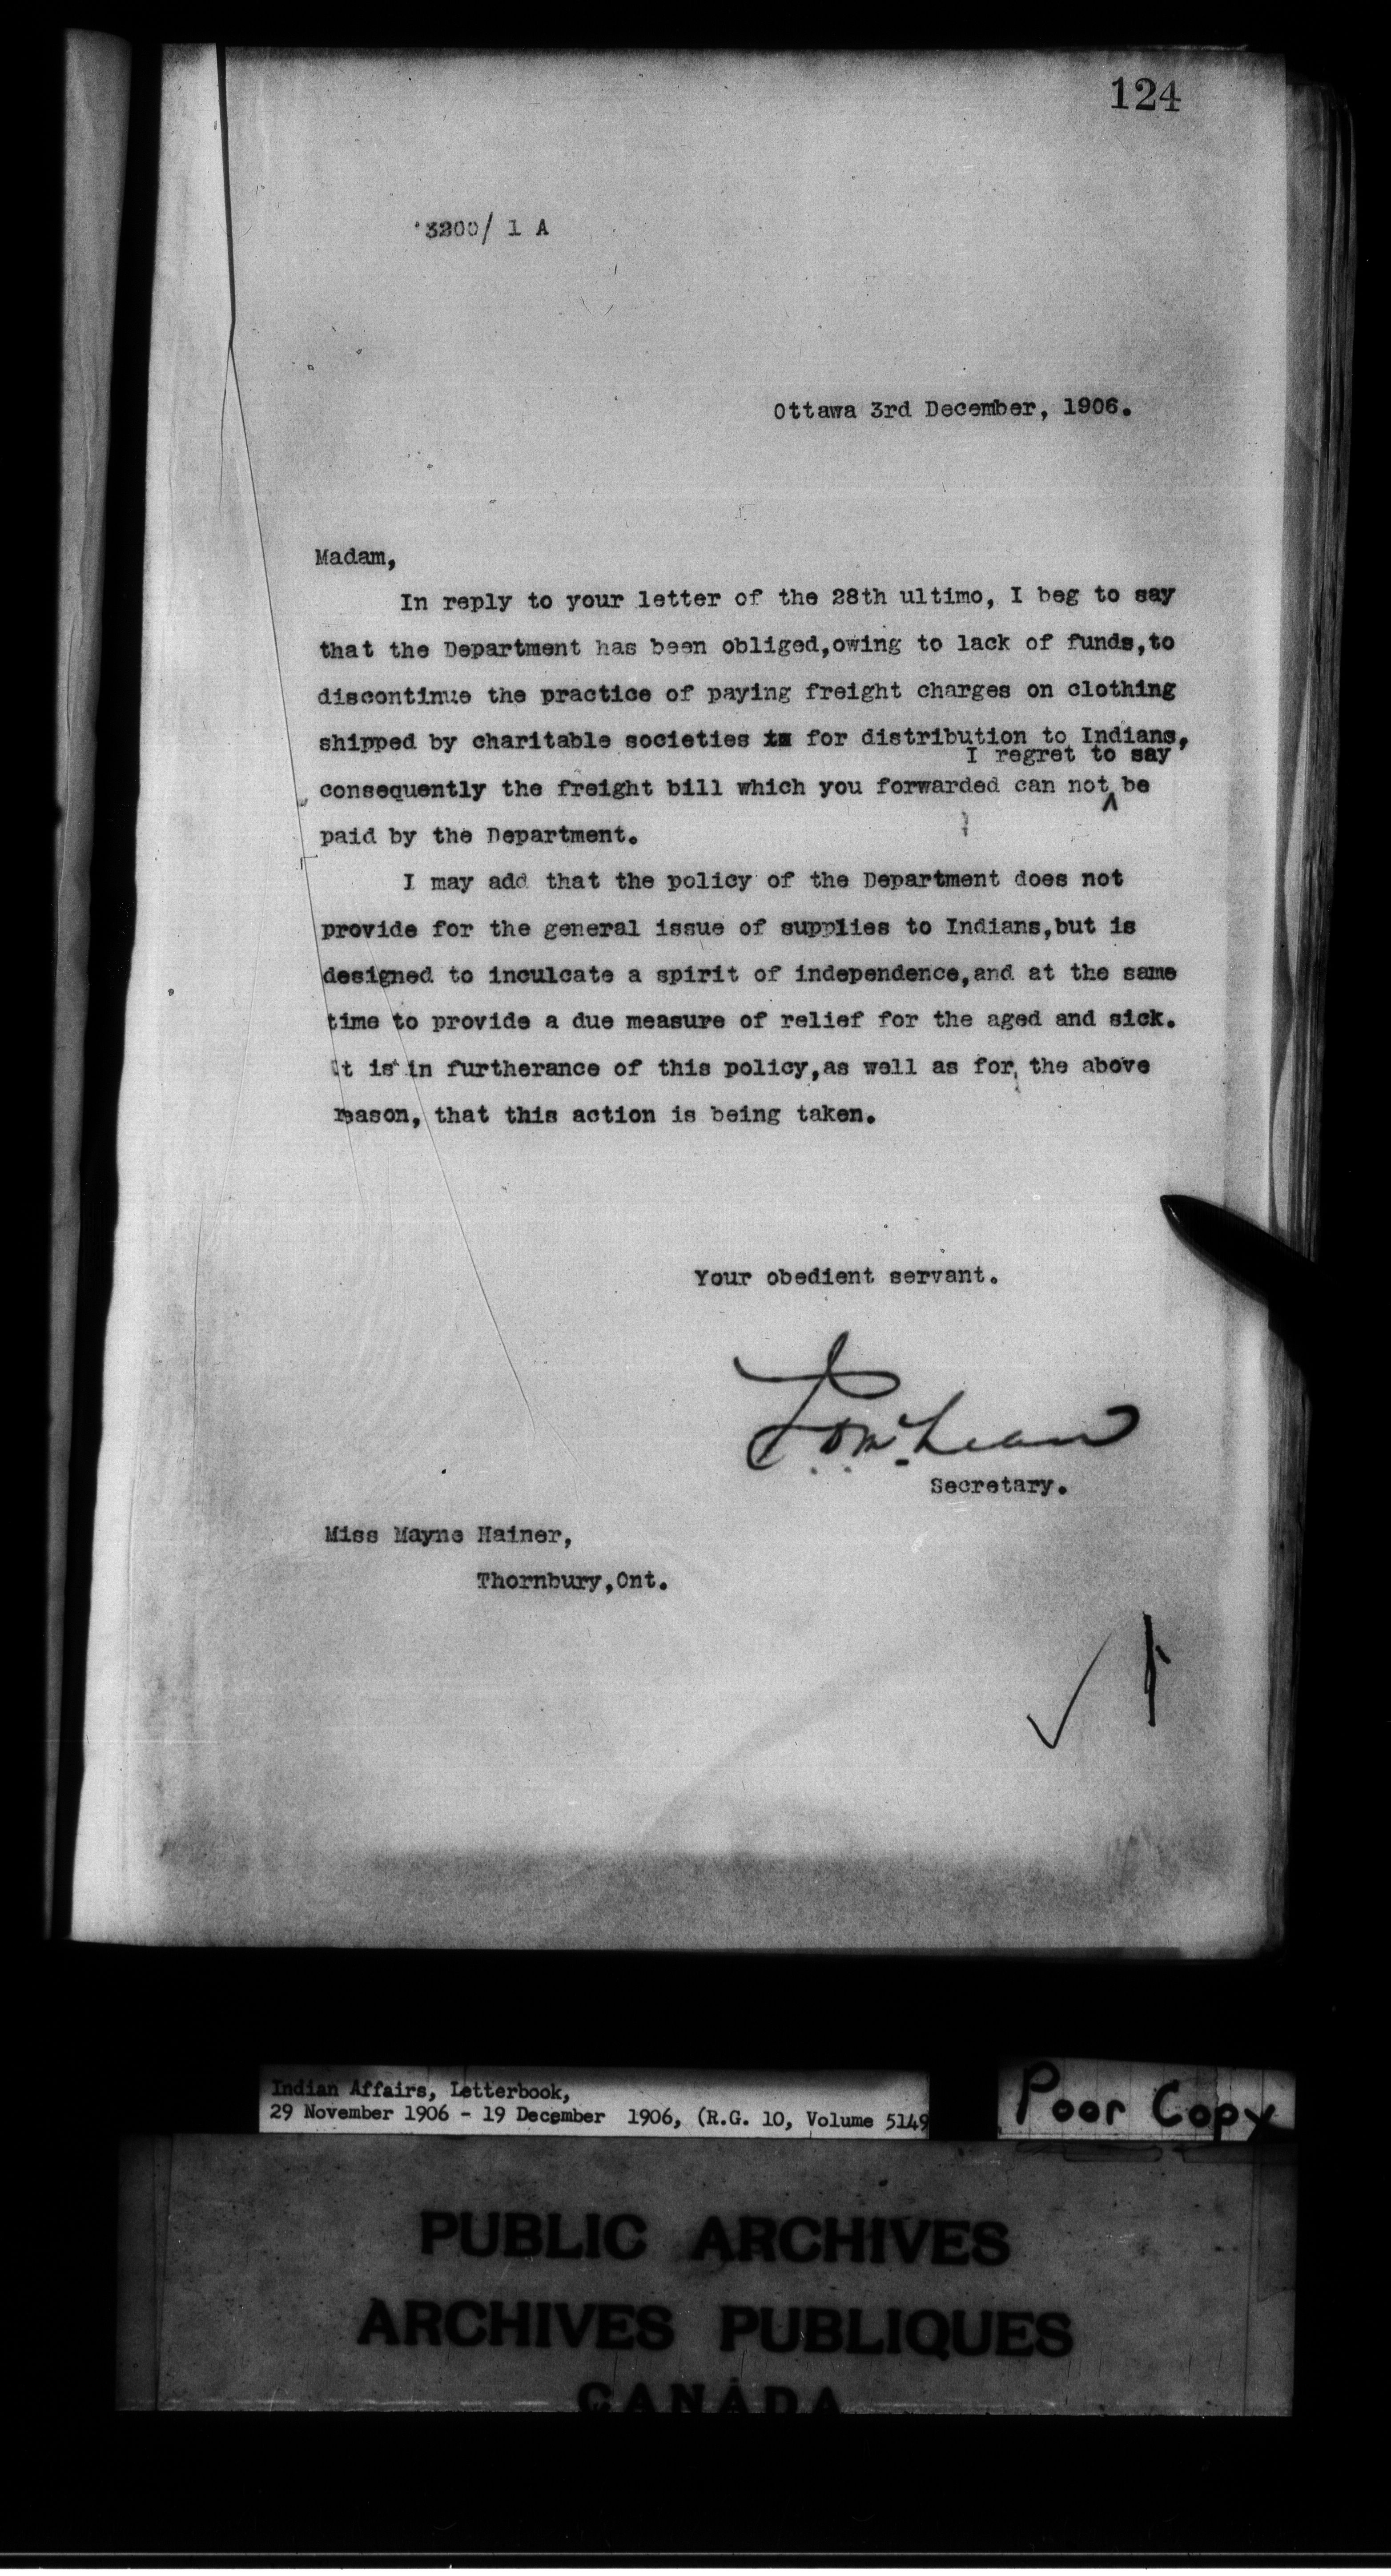 124
3200/ 1 A
Ottawa 3rd December, 1906.
Madam,
In reply to your letter of the 28th ultimo, I beg to say
that the Department has been obliged,owing to lack of funds,to
discontinue the practice of paying freight charges on clothing
shipped by charitable societies for distribution to Indians,
I regret to say
consequently the freight bill which you forwarded can not ^ be
paid by the Department.
I may add that the policy of the Department does not
provide for the general issue of supplies to Indians,but is
designed to inculcate a spirit of independence,and at the same
time to provide a due measure of relief for the aged and sick.
It is in furtherance of this policy,as well as for the above
reason, that this action is being taken.
Your obedient servant.
McLean
Secretary.
Miss Mayne Hainer,
Thornbury,Ont.
Indian Affairs, Letterbook,
29 November 1906 - 19 December 1906, (R.G. 10, Volume 5149
Poor Copy
PUBLIC ARCHIVES
ARCHIVES PUBLIQUES
CANADA